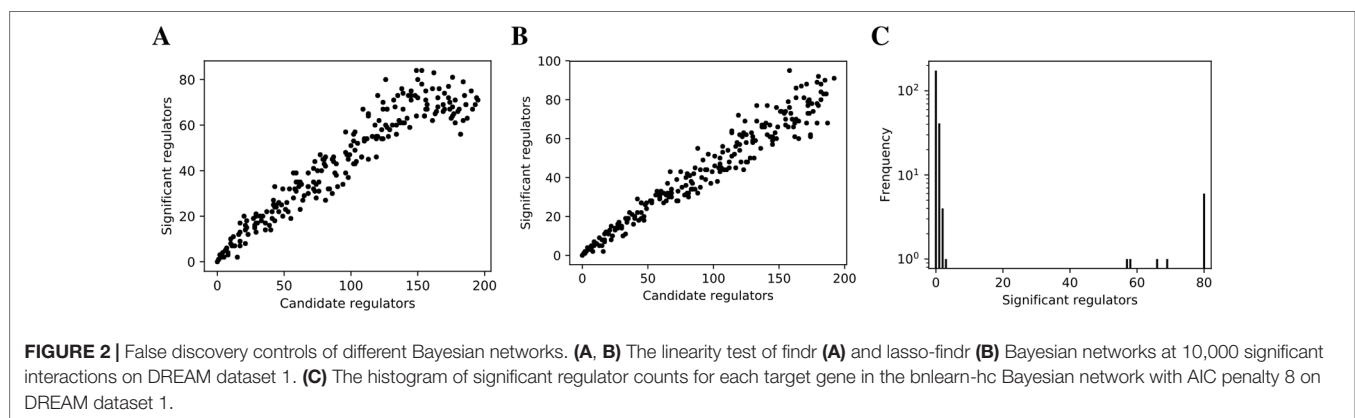 A
B
C
Significant regulators
80
60
40
20
0
0
50
100
150
200
Candidate regulators
Significant regulators
100
80
60
40
20
0
0
50
100
150
200
Candidate regulators
Frenquency
10²
10¹
10⁰
0
20
40
60
80
Significant regulators
FIGURE 2 | False discovery controls of different Bayesian networks. (A, B) The linearity test of findr (A) and lasso-findr (B) Bayesian networks at 10,000 significant
interactions on DREAM dataset 1. (C) The histogram of significant regulator counts for each target gene in the bnlearn-hc Bayesian network with AIC penalty 8 on
DREAM dataset 1.